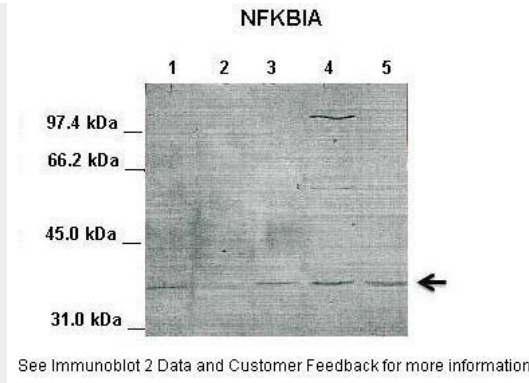 NFKBIA
1 2 3 4 5
97.4 kDa
66.2 kDa
45.0 kDa
31.0 kDa
See Immunoblot 2 Data and Customer Feedback for more information